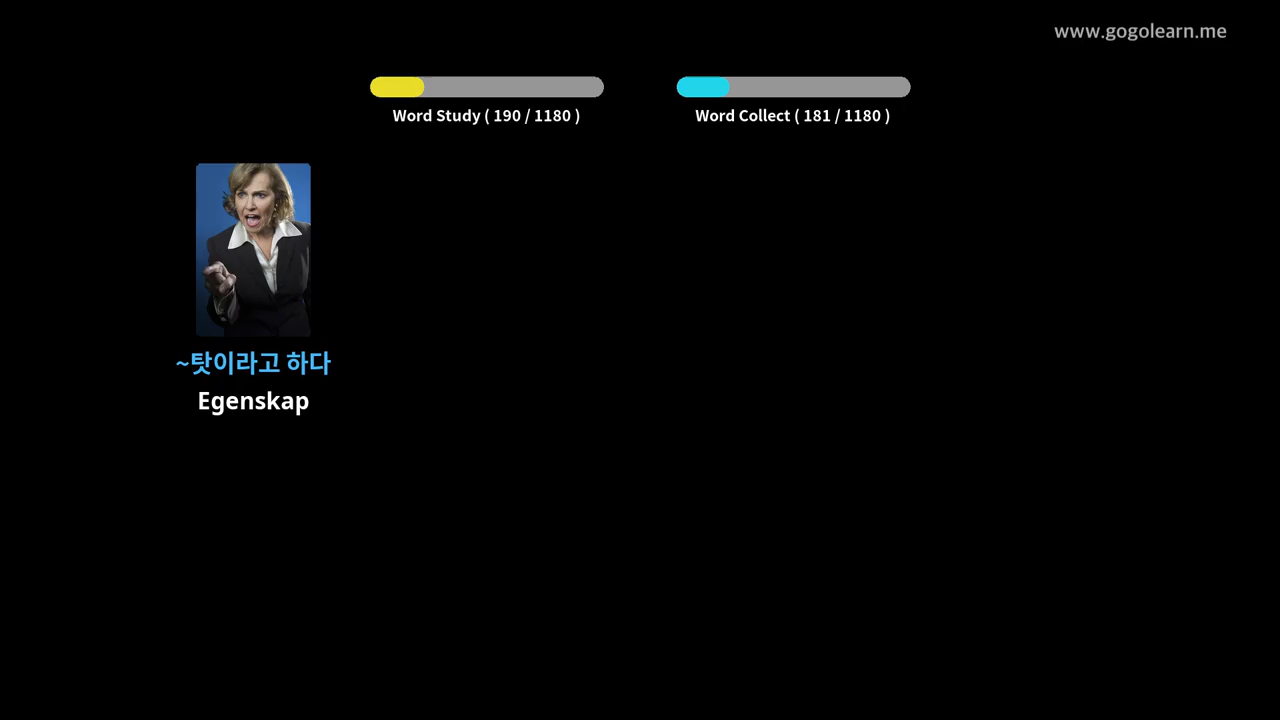 www.gogolearn.me
Word Study ( 190 / 1180 )
Word Collect ( 181 / 1180 )
~탓이라고 하다
Egenskap